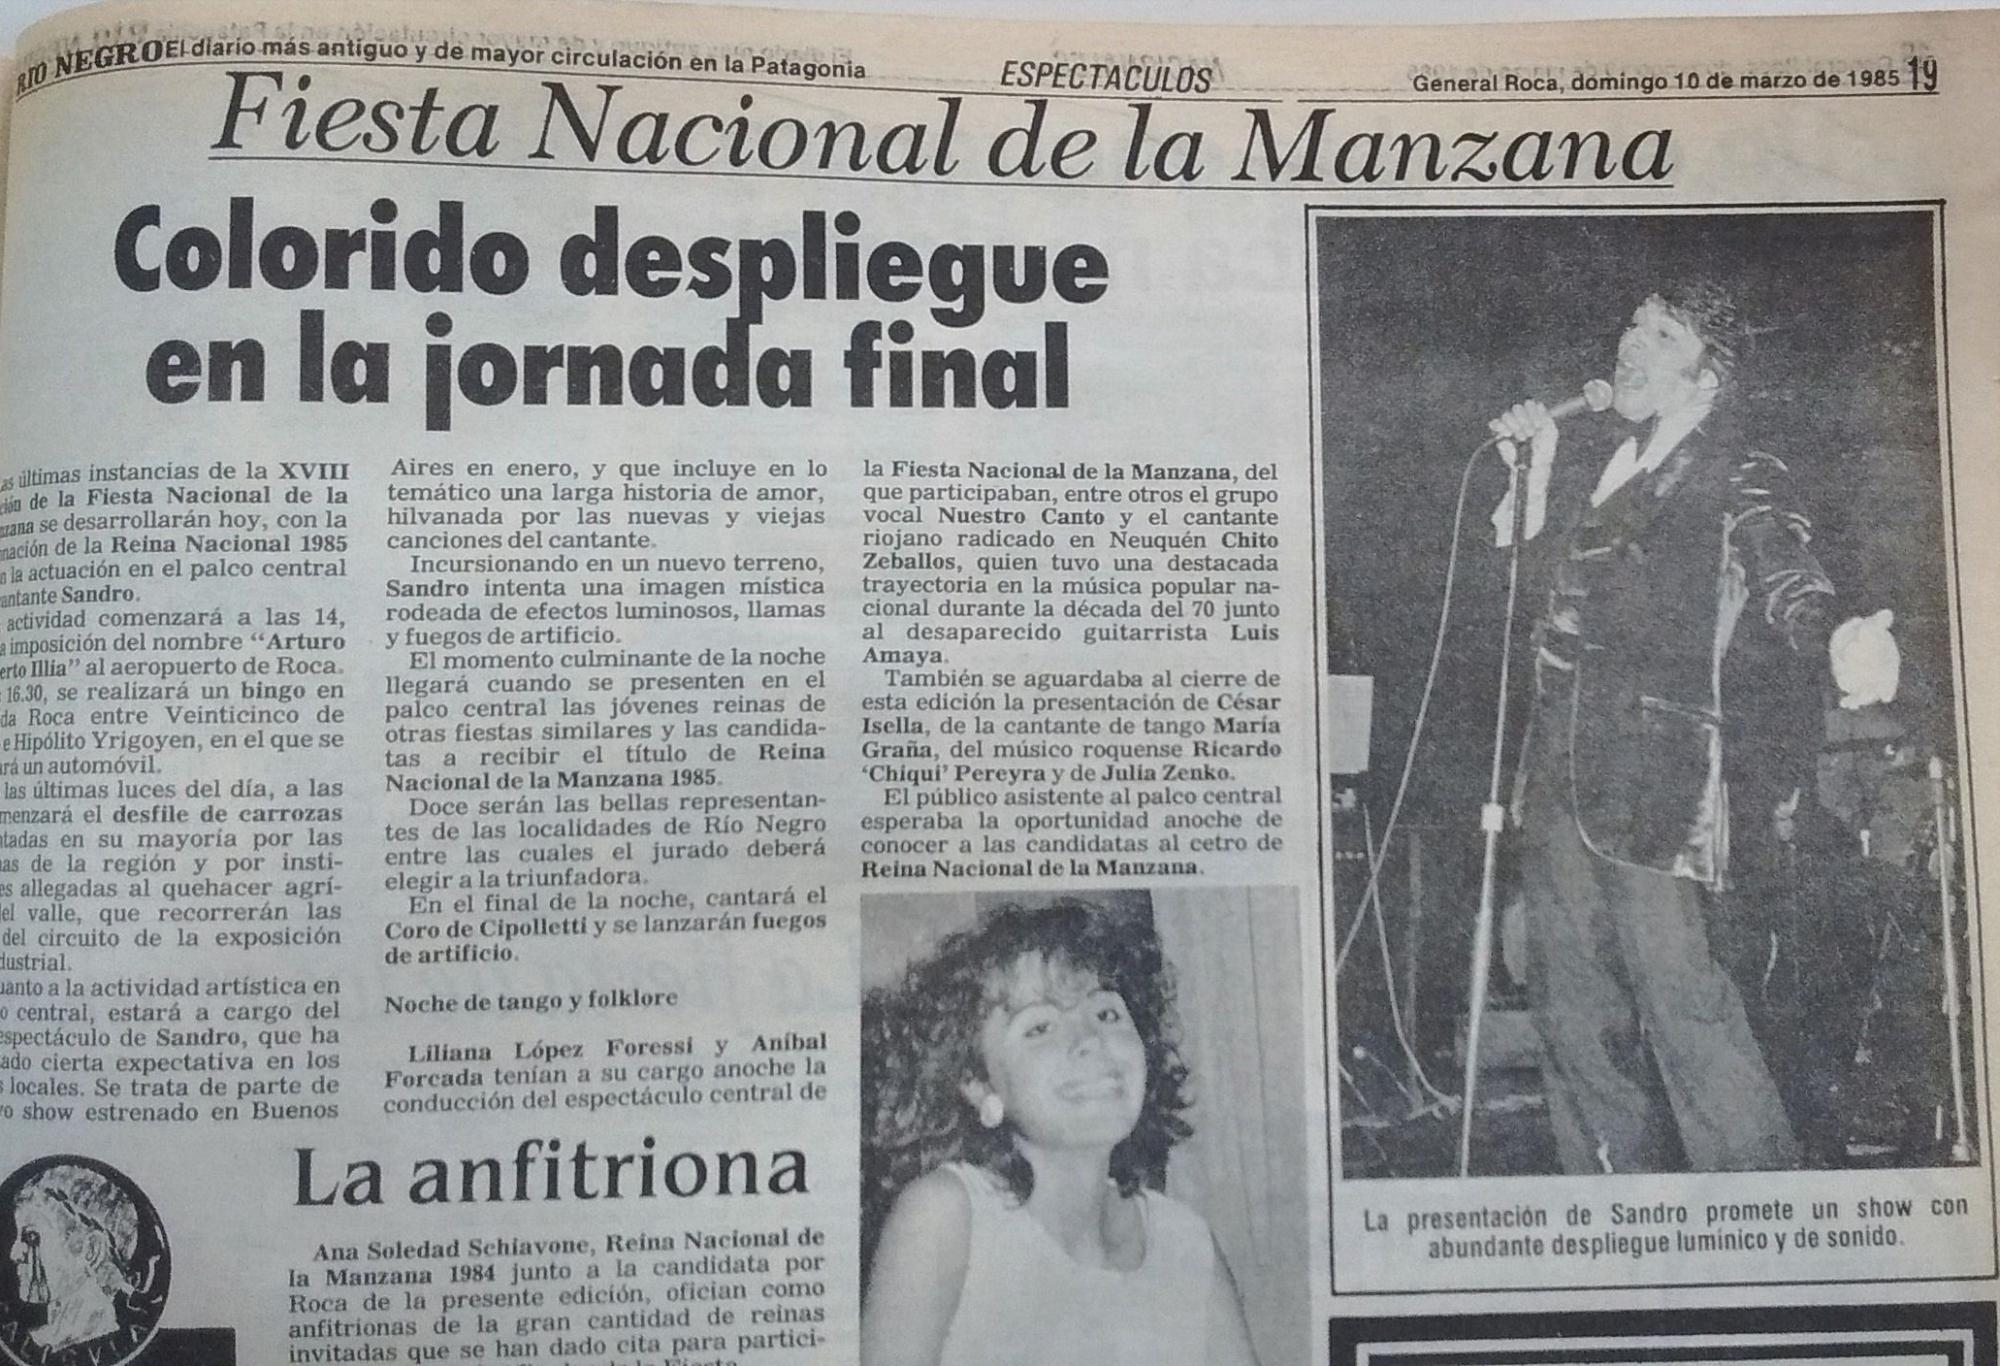 RIO NEGRO El diario más antiguo y de mayor circulación en la Patagonia
ESPECTACULOS
General Roca, domingo 10 de marzo de 1985 19
Fiesta Nacional de la Manzana
Colorido despliegue
en la jornada final
últimas instancias de la XVIII
de la Fiesta Nacional de la
se desarrollarán hoy, con la
de la Reina Nacional 1985
la actuación en el palco central
Sandro.
actividad comenzará a las 14,
imposición del nombre “Arturo
Illia” al aeropuerto de Roca.
16.30, se realizará un bingo en
Roca entre Veinticinco de
e Hipólito Yrigoyen, en el que se
un automóvil.
las últimas luces del día, a las
el desfile de carrozas
en su mayoría por las
de la región y por insti-
allegadas al quehacer agrí-
valle, que recorrerán las
del circuito de la exposición
a la actividad artística en
central, estará a cargo del
espectáculo de Sandro, que ha
cierta expectativa en los
locales. Se trata de parte de
show estrenado en Buenos
Aires en enero, y que incluye en lo
temático una larga historia de amor,
hilvanada por las nuevas y viejas
canciones del cantante.
Incursionando en un nuevo terreno,
Sandro intenta una imagen mística
rodeada de efectos luminosos, llamas
y fuegos de artificio.
El momento culminante de la noche
llegará cuando se presenten en el
palco central las jóvenes reinas de
otras fiestas similares y las candida-
tas a recibir el título de Reina
Nacional de la Manzana 1985.
Doce serán las bellas representan-
tes de las localidades de Río Negro
entre las cuales el jurado deberá
elegir a la triunfadora.
En el final de la noche, cantará el
Coro de Cipolletti y se lanzarán fuegos
de artificio.
Noche de tango y folklore
Liliana López Foressi y Aníbal
Forcada tenían a su cargo anoche la
conducción del espectáculo central de
la Fiesta Nacional de la Manzana, del
que participaban, entre otros el grupo
vocal Nuestro Canto y el cantante
riojano radicado en Neuquén Chito
Zeballos, quien tuvo una destacada
trayectoria en la música popular na-
cional durante la década del 70 junto
al desaparecido guitarrista Luis
Amaya.
También se aguardaba al cierre de
esta edición la presentación de César
Isella, de la cantante de tango María
Graña, del músico roquense Ricardo
‘Chiqui’ Pereyra y de Julia Zenko.
El público asistente al palco central
esperaba la oportunidad anoche de
conocer a las candidatas al cetro de
Reina Nacional de la Manzana.
La presentación de Sandro promete un show con
abundante despliegue lumínico y de sonido.
La anfitriona
Ana Soledad Schiavone, Reina Nacional de
la Manzana 1984 junto a la candidata por
Roca de la presente edición, ofician como
anfitrionas de la gran cantidad de reinas
invitadas que se han dado cita para partici-